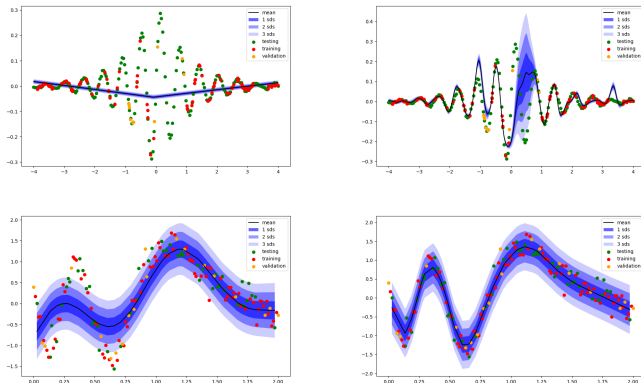 mean
1 sds
2 sds
3 sds
testing
training
validation
0.3
0.2
0.1
0.0
−0.1
−0.2
−0.3
−4 −3 −2 −1 0 1 2 3 4
mean
1 sds
2 sds
3 sds
testing
training
validation
0.4
0.3
0.2
0.1
0.0
−0.1
−0.2
−0.3
−4 −3 −2 −1 0 1 2 3 4
mean
1 sds
2 sds
3 sds
testing
training
validation
2.0
1.5
1.0
0.5
0.0
−0.5
−1.0
−1.5
0.00 0.25 0.50 0.75 1.00 1.25 1.50 1.75 2.00
mean
1 sds
2 sds
3 sds
testing
training
validation
2.0
1.5
1.0
0.5
0.0
−0.5
−1.0
−1.5
−2.0
0.00 0.25 0.50 0.75 1.00 1.25 1.50 1.75 2.00